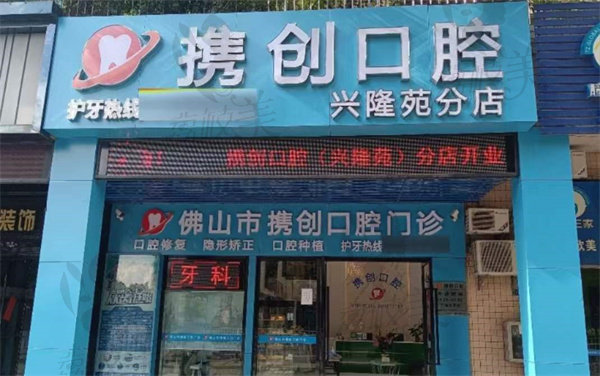 携创口腔
护牙热线
兴隆苑分店
携创口腔（兴隆苑）分店开业
佛山市携创口腔门诊
口腔修复 隐形矫正 口腔种植 护牙热线
牙科
携创口腔
装饰